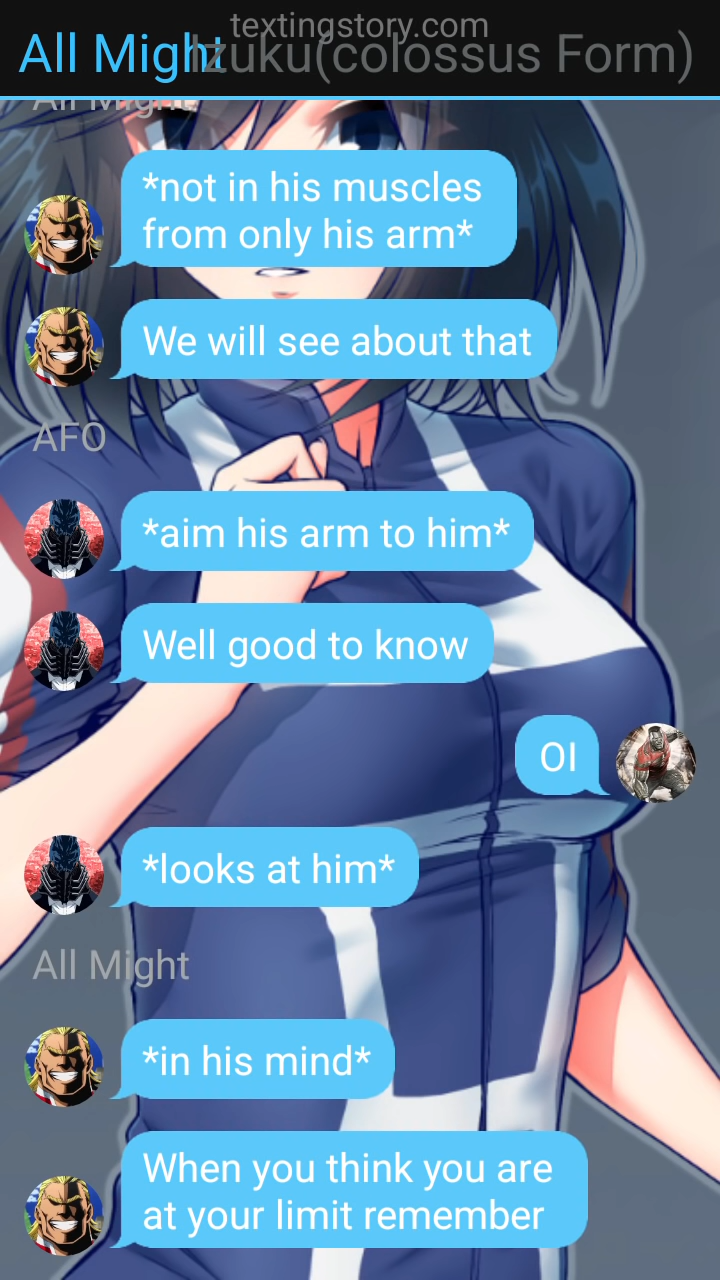 textingstory.com
All Might Izuku(colossus Form)
All Might
*not in his muscles
from only his arm*
We will see about that
AFO
*aim his arm to him*
Well good to know
OI
*looks at him*
All Might
*in his mind*
When you think you are
at your limit remember